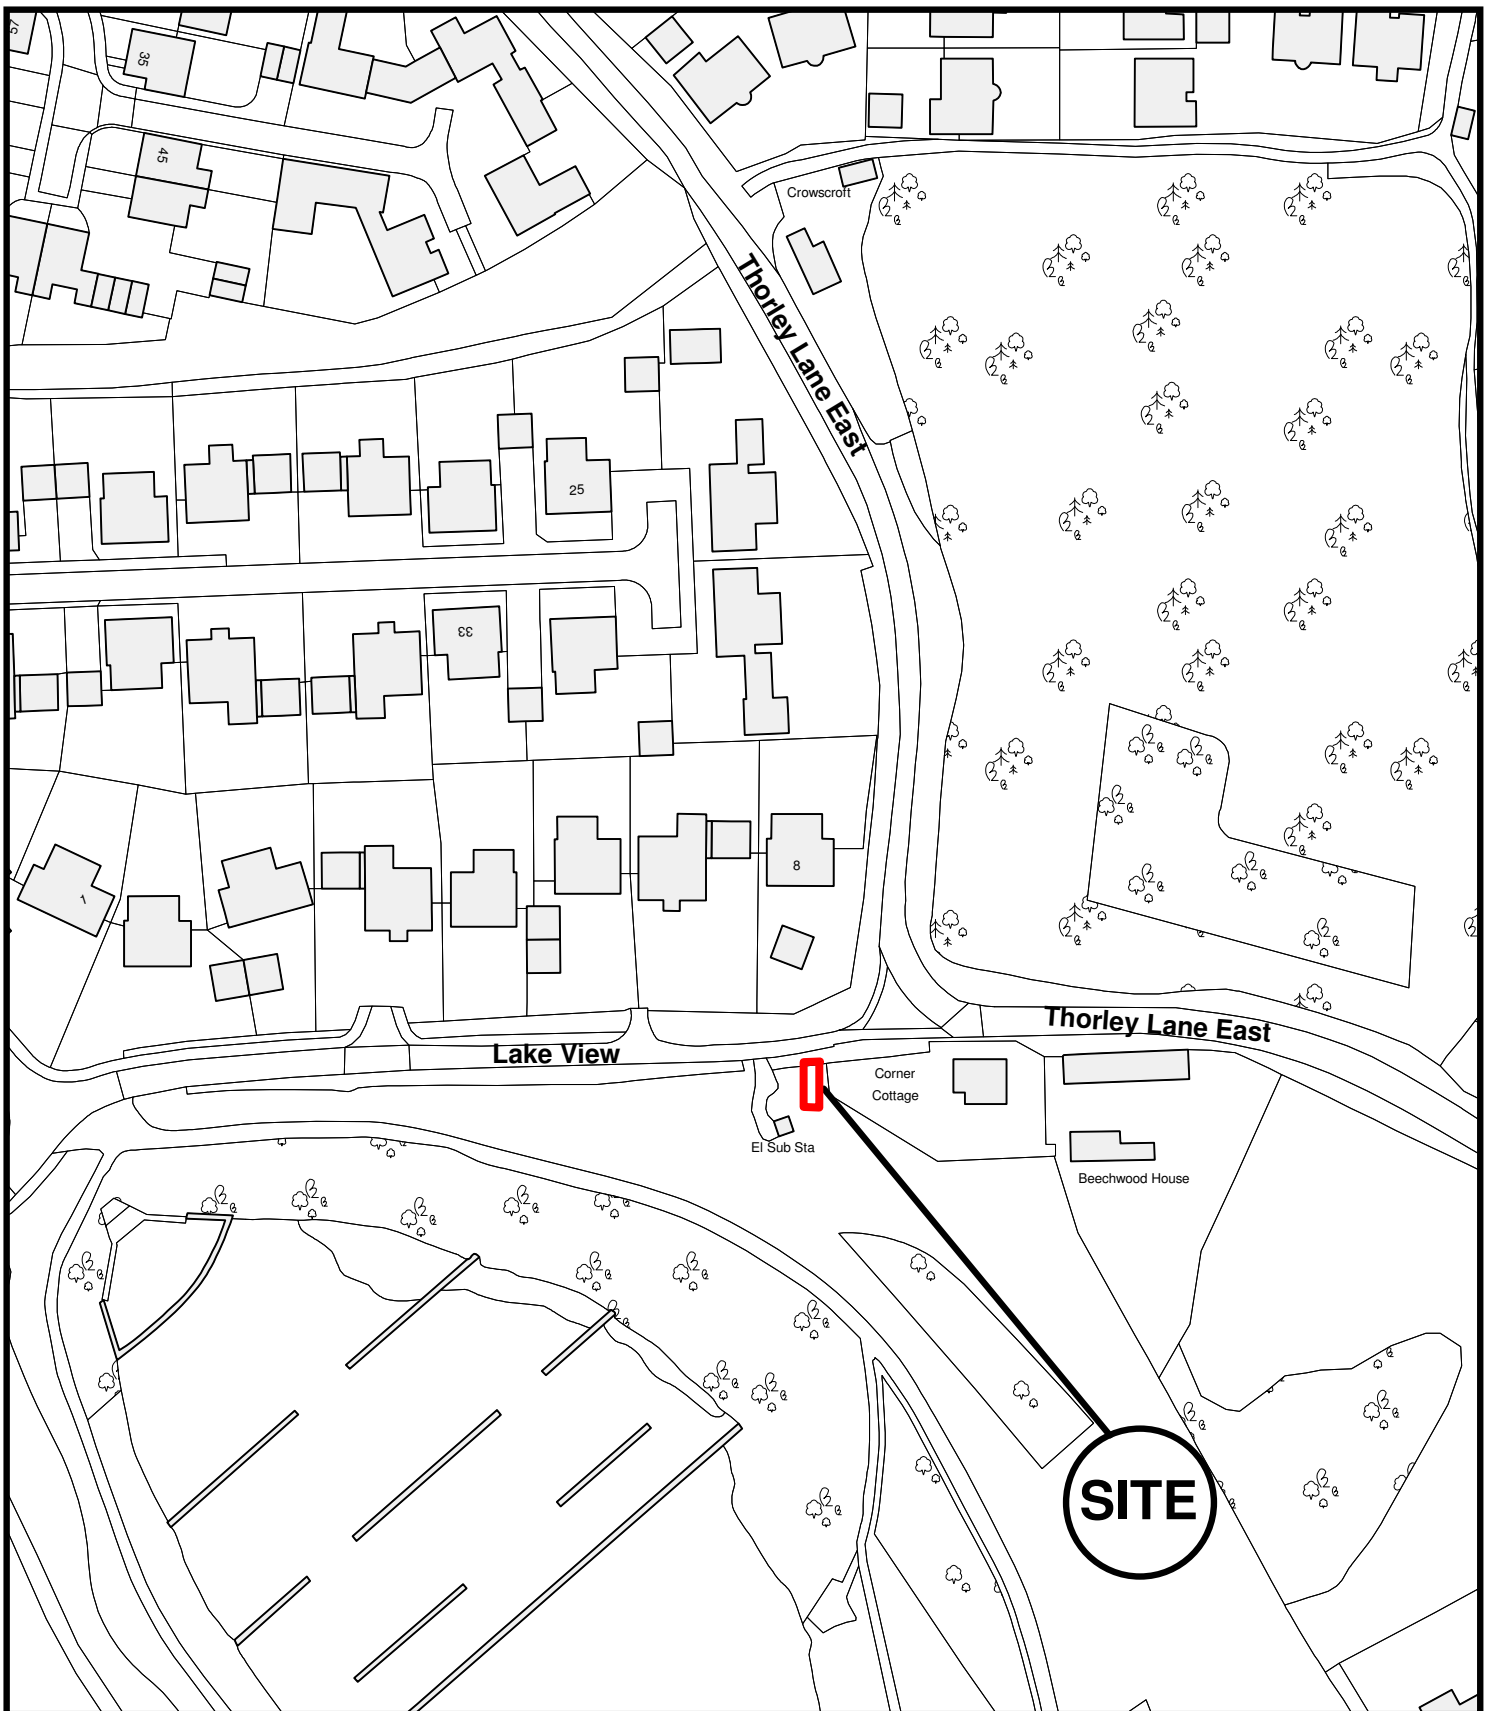 57
35
45
Crowscroft
Thorley Lane East
25
33
8
1
Thorley Lane East
Lake View
Corner
Cottage
El Sub Sta
Beechwood House
SITE